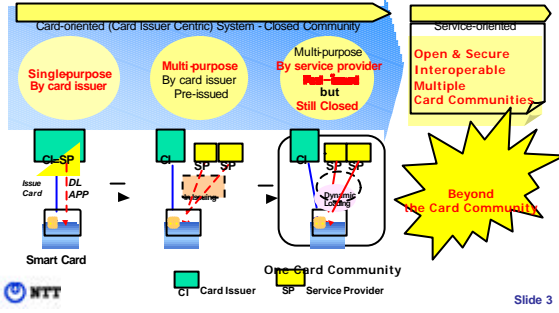 Card-oriented (Card Issuer Centric) System - Closed Community
Service-oriented
Single-purpose
By card issuer
Multi-purpose
By card issuer
Pre-issued
Multi-purpose
By service provider
but
Still Closed
Open & Secure
Interoperable
Multiple
Card Communities
CI=SP
Issue
Card
DL
APP
CI
SP SP
CI
SP SP
Dynamic
Loading
Beyond
the Card Community
Smart Card
One Card Community
CI Card Issuer
SP Service Provider
NTT
Slide 3